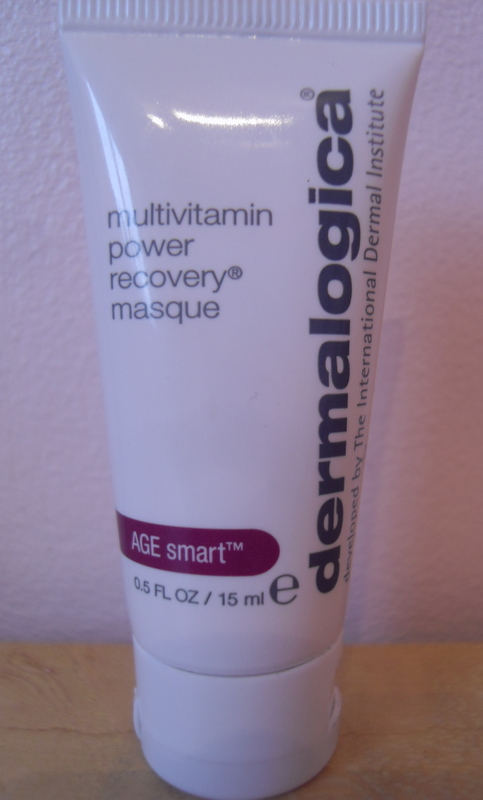 multivitamin
power
recovery®
masque
AGE smart™
0.5 FL OZ / 15 ml ℮
dermalogica®
developed by The International Dermal Institute